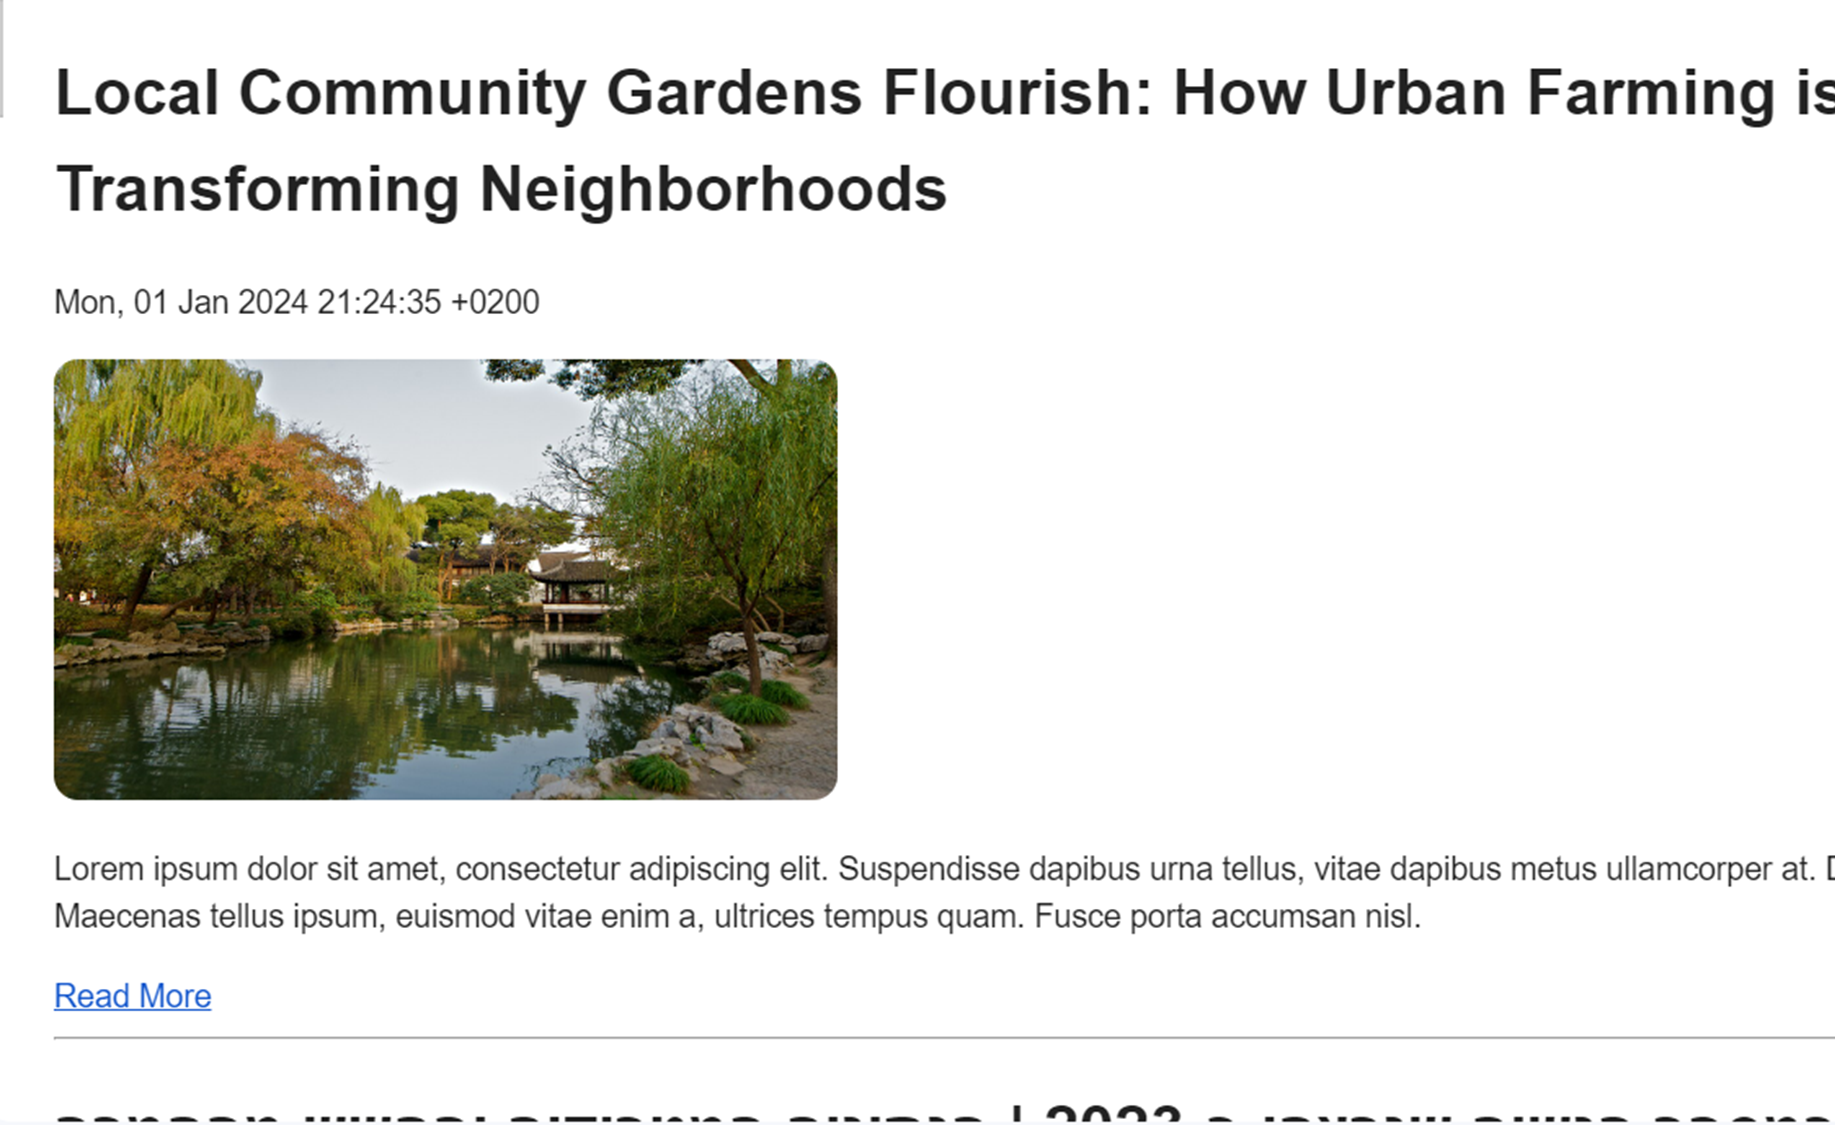 Local Community Gardens Flourish: How Urban Farming is
Transforming Neighborhoods
Mon, 01 Jan 2024 21:24:35 +0200
Lorem ipsum dolor sit amet, consectetur adipiscing elit. Suspendisse dapibus urna tellus, vitae dapibus metus ullamcorper at.
Maecenas tellus ipsum, euismod vitae enim a, ultrices tempus quam. Fusce porta accumsan nisl.
Read More
| 2023